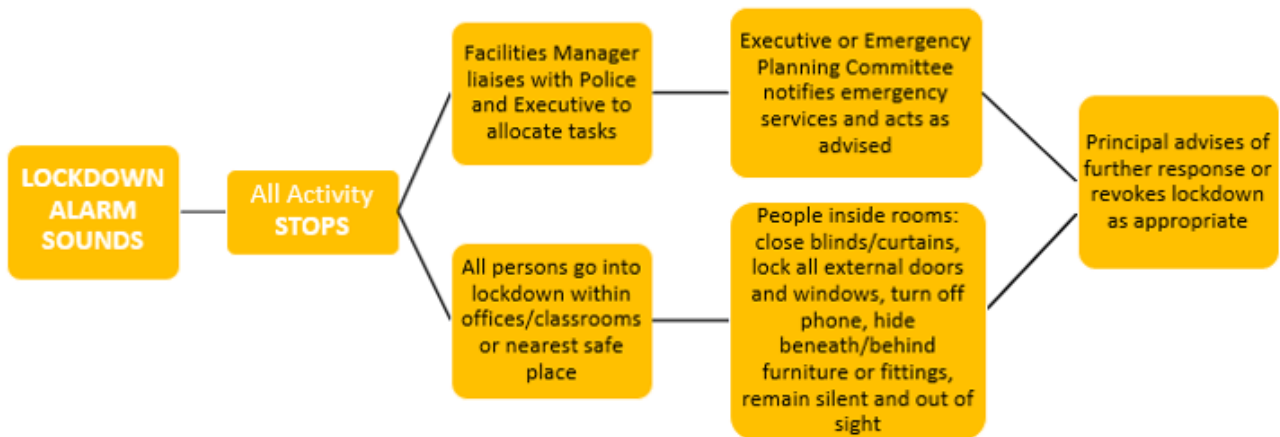 LOCKDOWN
ALARM
SOUNDS
All Activity
STOPS
Facilities Manager
liaises with Police
and Executive to
allocate tasks
Executive or Emergency
Planning Committee
notifies emergency
services and acts as
advised
All persons go into
lockdown within
offices/classrooms
or nearest safe
place
People inside rooms:
close blinds/curtains,
lock all external doors
and windows, turn off
phone, hide
beneath/behind
furniture or fittings,
remain silent and out of
sight
Principal advises of
further response or
revokes lockdown
as appropriate